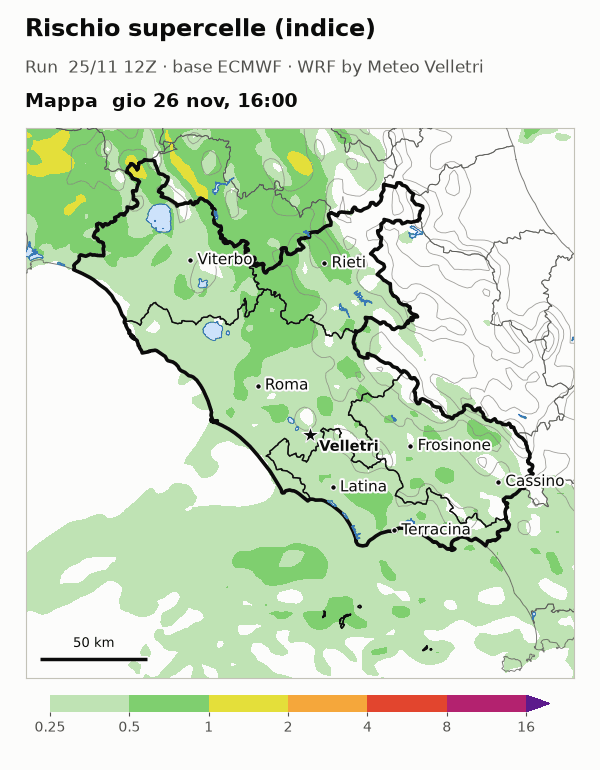 Rischio supercelle (indice)
Run  25/11 12Z · base ECMWF · WRF by Meteo Velletri
Mappa  gio 26 nov, 16:00
Viterbo
Rieti
Roma
Velletri
Frosinone
Cassino
Latina
Terracina
50 km
0.25 0.5 1 2 4 8 16